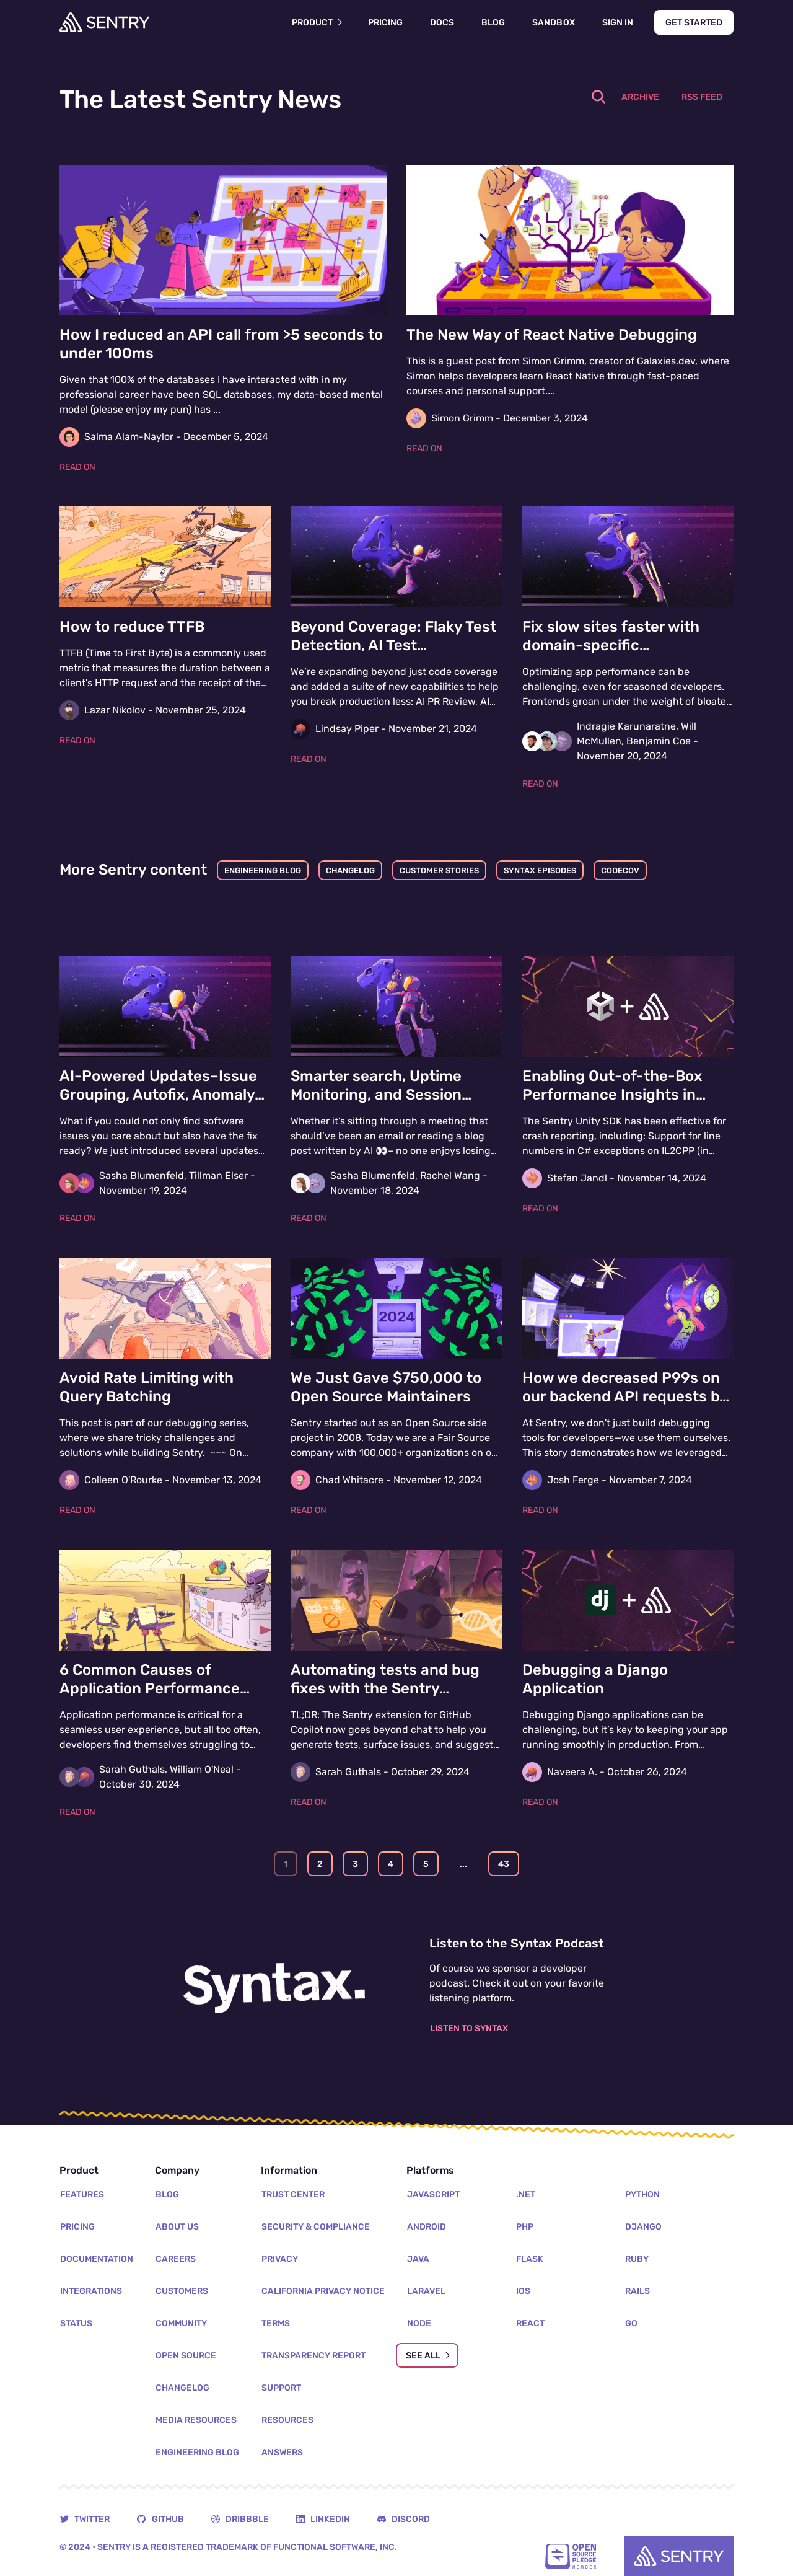 SENTRY
PRODUCT
PRICING
DOCS
BLOG
SANDBOX
SIGN IN
GET STARTED
The Latest Sentry News
ARCHIVE
RSS FEED
How I reduced an API call from >5 seconds to
under 100ms
Given that 100% of the databases I have interacted with in my
professional career have been SQL databases, my data-based mental
model (please enjoy my pun) has ...
Salma Alam-Naylor - December 5, 2024
READ ON
The New Way of React Native Debugging
This is a guest post from Simon Grimm, creator of Galaxies.dev, where
Simon helps developers learn React Native through fast-paced
courses and personal support....
Simon Grimm - December 3, 2024
READ ON
How to reduce TTFB
TTFB (Time to First Byte) is a commonly used
metric that measures the duration between a
client's HTTP request and the receipt of the...
Lazar Nikolov - November 25, 2024
READ ON
4
Beyond Coverage: Flaky Test
Detection, AI Test...
We're expanding beyond just code coverage
and added a suite of new capabilities to help
you break production less: AI PR Review, AI...
Lindsay Piper - November 21, 2024
READ ON
3
Fix slow sites faster with
domain-specific...
Optimizing app performance can be
challenging, even for seasoned developers.
Frontends groan under the weight of bloate...
Indragie Karunaratne, Will
McMullen, Benjamin Coe -
November 20, 2024
READ ON
More Sentry content
ENGINEERING BLOG
CHANGELOG
CUSTOMER STORIES
SYNTAX EPISODES
CODECOV
2
AI-Powered Updates–Issue
Grouping, Autofix, Anomaly...
What if you could not only find software
issues you care about but also have the fix
ready? We just introduced several updates...
Sasha Blumenfeld, Tillman Elser -
November 19, 2024
READ ON
1
Smarter search, Uptime
Monitoring, and Session...
Whether it's sitting through a meeting that
should've been an email or reading a blog
post written by AI 👀– no one enjoys losing...
Sasha Blumenfeld, Rachel Wang -
November 18, 2024
READ ON
+
Enabling Out-of-the-Box
Performance Insights in...
The Sentry Unity SDK has been effective for
crash reporting, including: Support for line
numbers in C# exceptions on IL2CPP (in...
Stefan Jandl - November 14, 2024
READ ON
Avoid Rate Limiting with
Query Batching
This post is part of our debugging series,
where we share tricky challenges and
solutions while building Sentry. ~~~ On...
Colleen O'Rourke - November 13, 2024
READ ON
2024
We Just Gave $750,000 to
Open Source Maintainers
Sentry started out as an Open Source side
project in 2008. Today we are a Fair Source
company with 100,000+ organizations on o...
Chad Whitacre - November 12, 2024
READ ON
How we decreased P99s on
our backend API requests b...
At Sentry, we don't just build debugging
tools for developers—we use them ourselves.
This story demonstrates how we leveraged...
Josh Ferge - November 7, 2024
READ ON
6 Common Causes of
Application Performance...
Application performance is critical for a
seamless user experience, but all too often,
developers find themselves struggling to...
Sarah Guthals, William O'Neal -
October 30, 2024
READ ON
Automating tests and bug
fixes with the Sentry...
TL;DR: The Sentry extension for GitHub
Copilot now goes beyond chat to help you
generate tests, surface issues, and suggest...
Sarah Guthals - October 29, 2024
READ ON
dj +
Debugging a Django
Application
Debugging Django applications can be
challenging, but it's key to keeping your app
running smoothly in production. From...
Naveera A. - October 26, 2024
READ ON
1
2
3
4
5
...
43
Syntax.
Listen to the Syntax Podcast
Of course we sponsor a developer
podcast. Check it out on your favorite
listening platform.
LISTEN TO SYNTAX
Product
FEATURES
PRICING
DOCUMENTATION
INTEGRATIONS
STATUS
Company
BLOG
ABOUT US
CAREERS
CUSTOMERS
COMMUNITY
OPEN SOURCE
CHANGELOG
MEDIA RESOURCES
ENGINEERING BLOG
Information
TRUST CENTER
SECURITY & COMPLIANCE
PRIVACY
CALIFORNIA PRIVACY NOTICE
TERMS
TRANSPARENCY REPORT
SUPPORT
RESOURCES
ANSWERS
Platforms
JAVASCRIPT
ANDROID
JAVA
LARAVEL
NODE
.NET
PHP
FLASK
IOS
REACT
PYTHON
DJANGO
RUBY
RAILS
GO
SEE ALL
TWITTER
GITHUB
DRIBBBLE
LINKEDIN
DISCORD
© 2024 • SENTRY IS A REGISTERED TRADEMARK OF FUNCTIONAL SOFTWARE, INC.
OPEN
SOURCE
PLEDGE
MEMBER
SENTRY